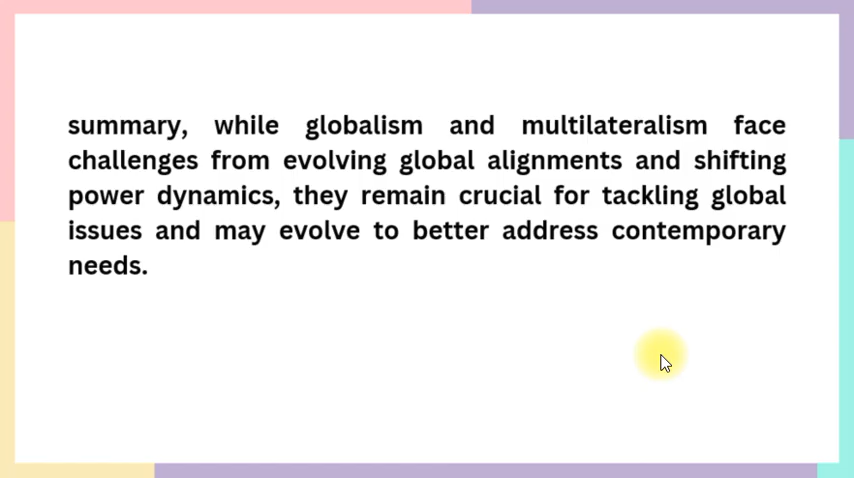 summary, while globalism and multilateralism face
challenges from evolving global alignments and shifting
power dynamics, they remain crucial for tackling global
issues and may evolve to better address contemporary
needs.